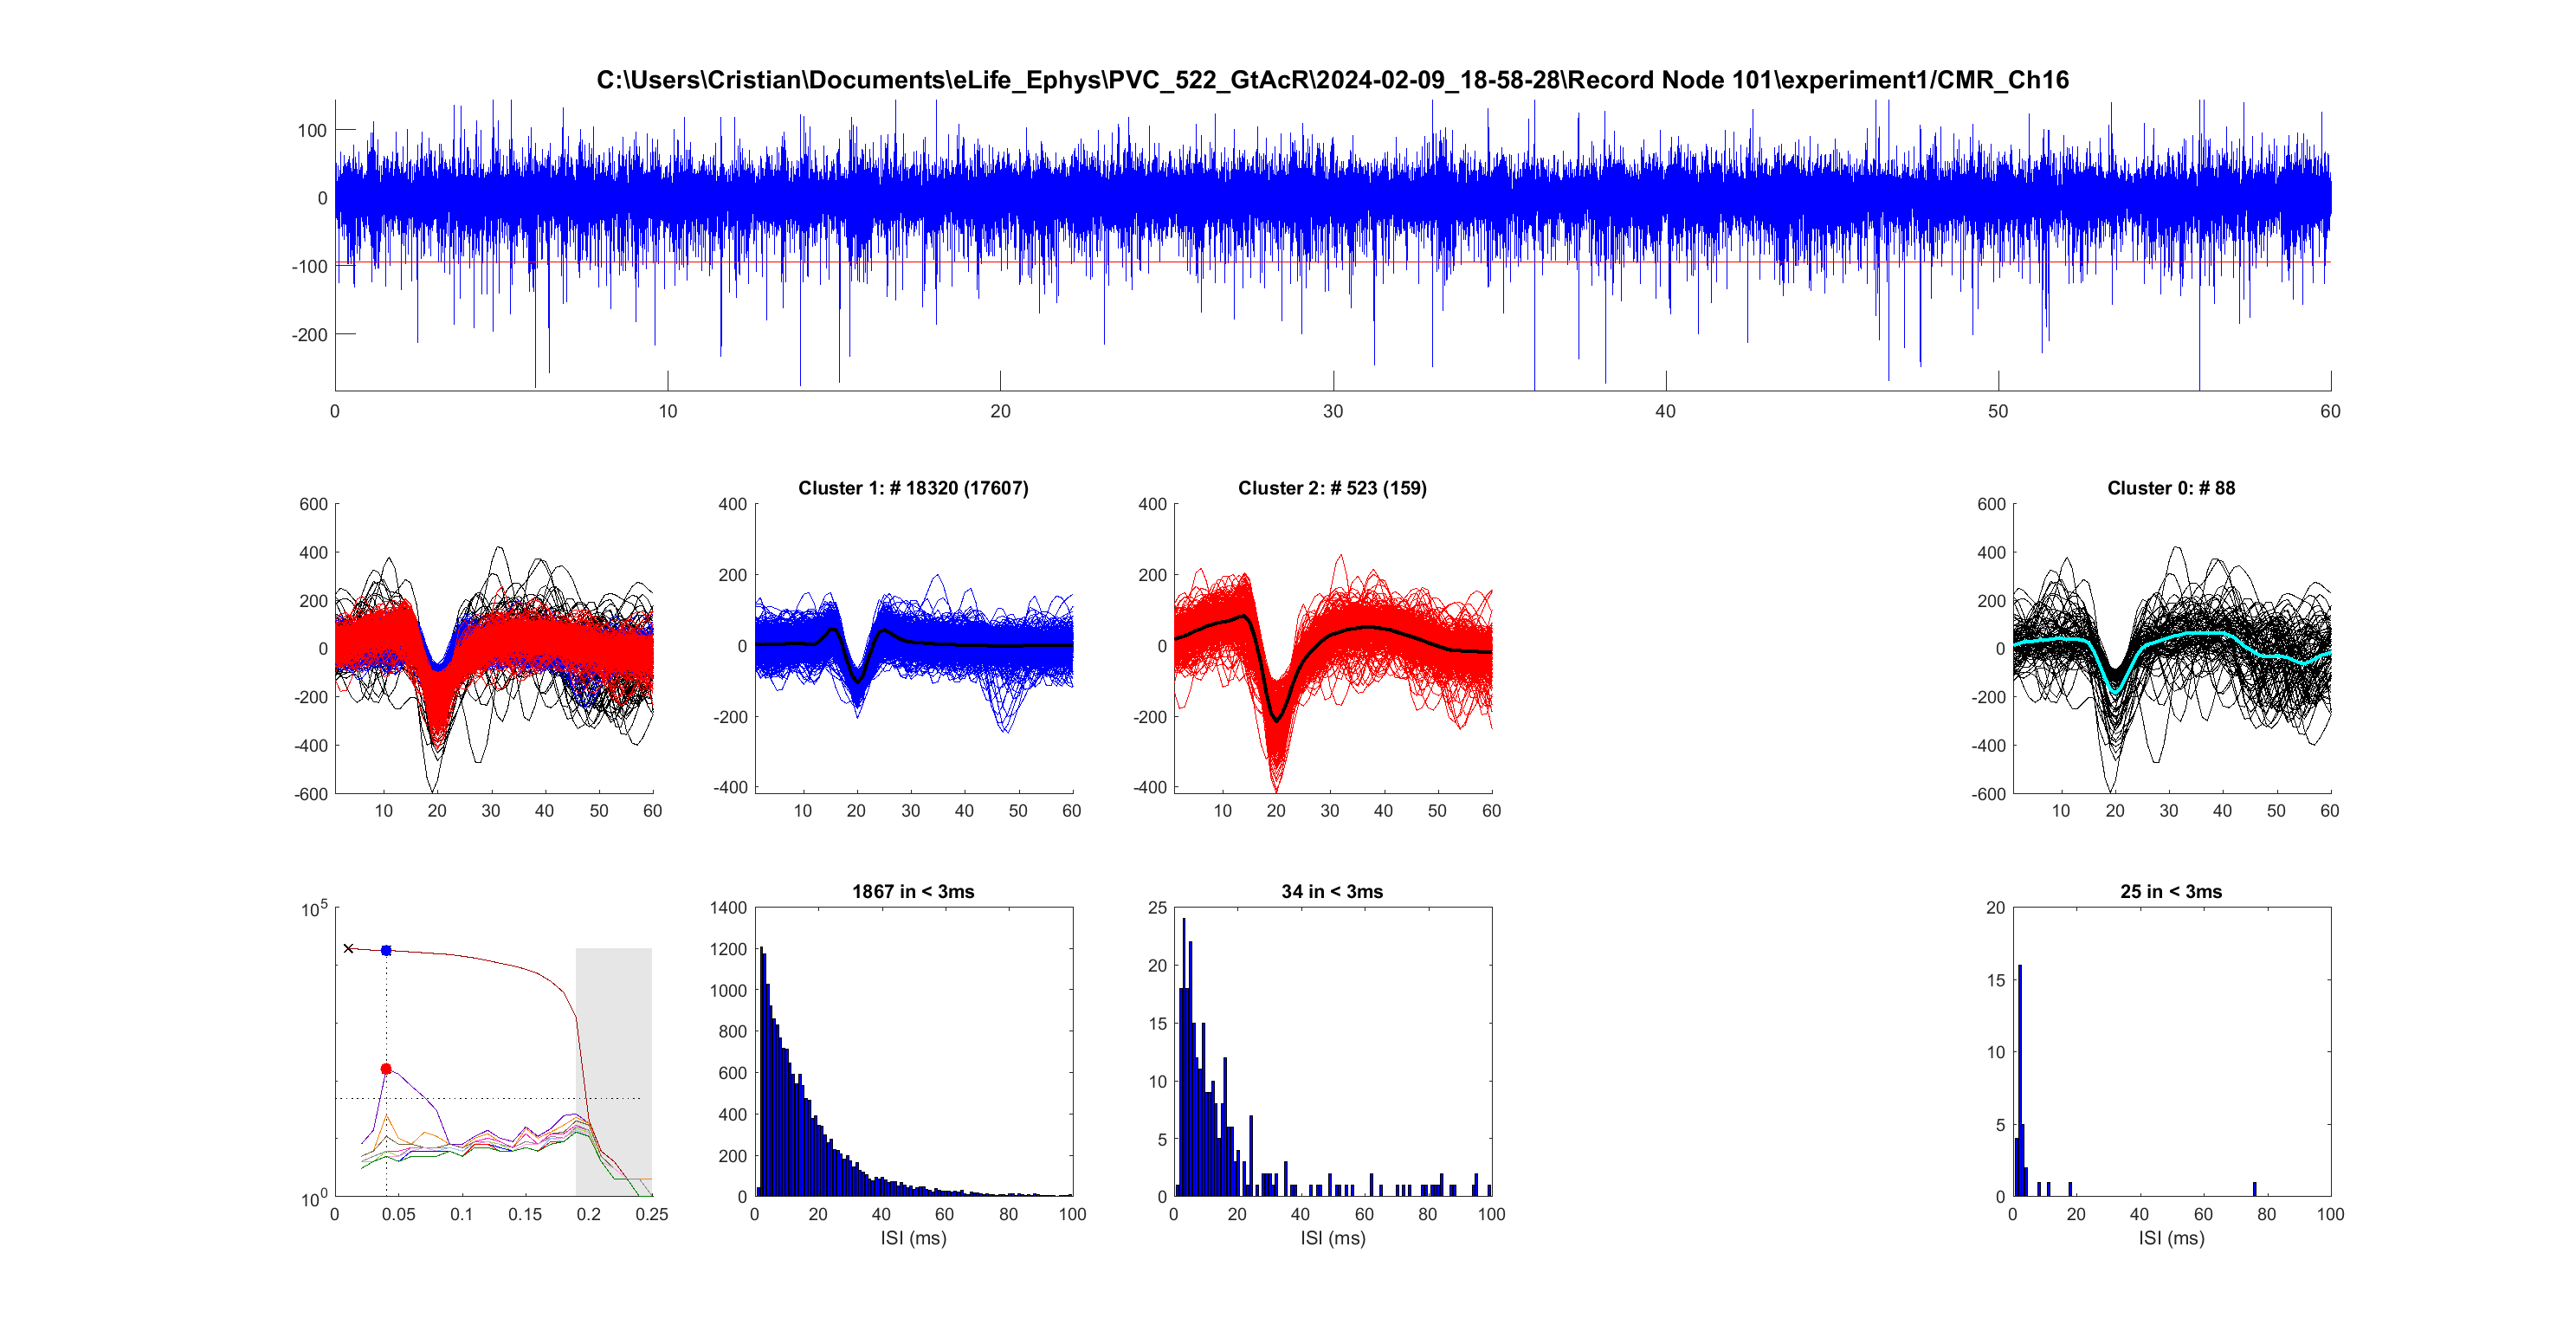 C:\Users\Cristian\Documents\eLife_Ephys\PVC_522_GtAcR\2024-02-09_18-58-28\Record Node 101\experiment1/CMR_Ch16
100
0
-100
-200
0 10 20 30 40 50 60
Cluster 1: # 18320 (17607)
Cluster 2: # 523 (159)
Cluster 0: # 88
600
400
200
0
-200
-400
-600
10 20 30 40 50 60
400
200
0
-200
-400
10 20 30 40 50 60
400
200
0
-200
-400
10 20 30 40 50 60
600
400
200
0
-200
-400
-600
10 20 30 40 50 60
10^5
10^0
0 0.05 0.1 0.15 0.2 0.25
1867 in < 3ms
1400
1200
1000
800
600
400
200
0
0 20 40 60 80 100
ISI (ms)
34 in < 3ms
25
20
15
10
5
0
0 20 40 60 80 100
ISI (ms)
25 in < 3ms
20
15
10
5
0
0 20 40 60 80 100
ISI (ms)